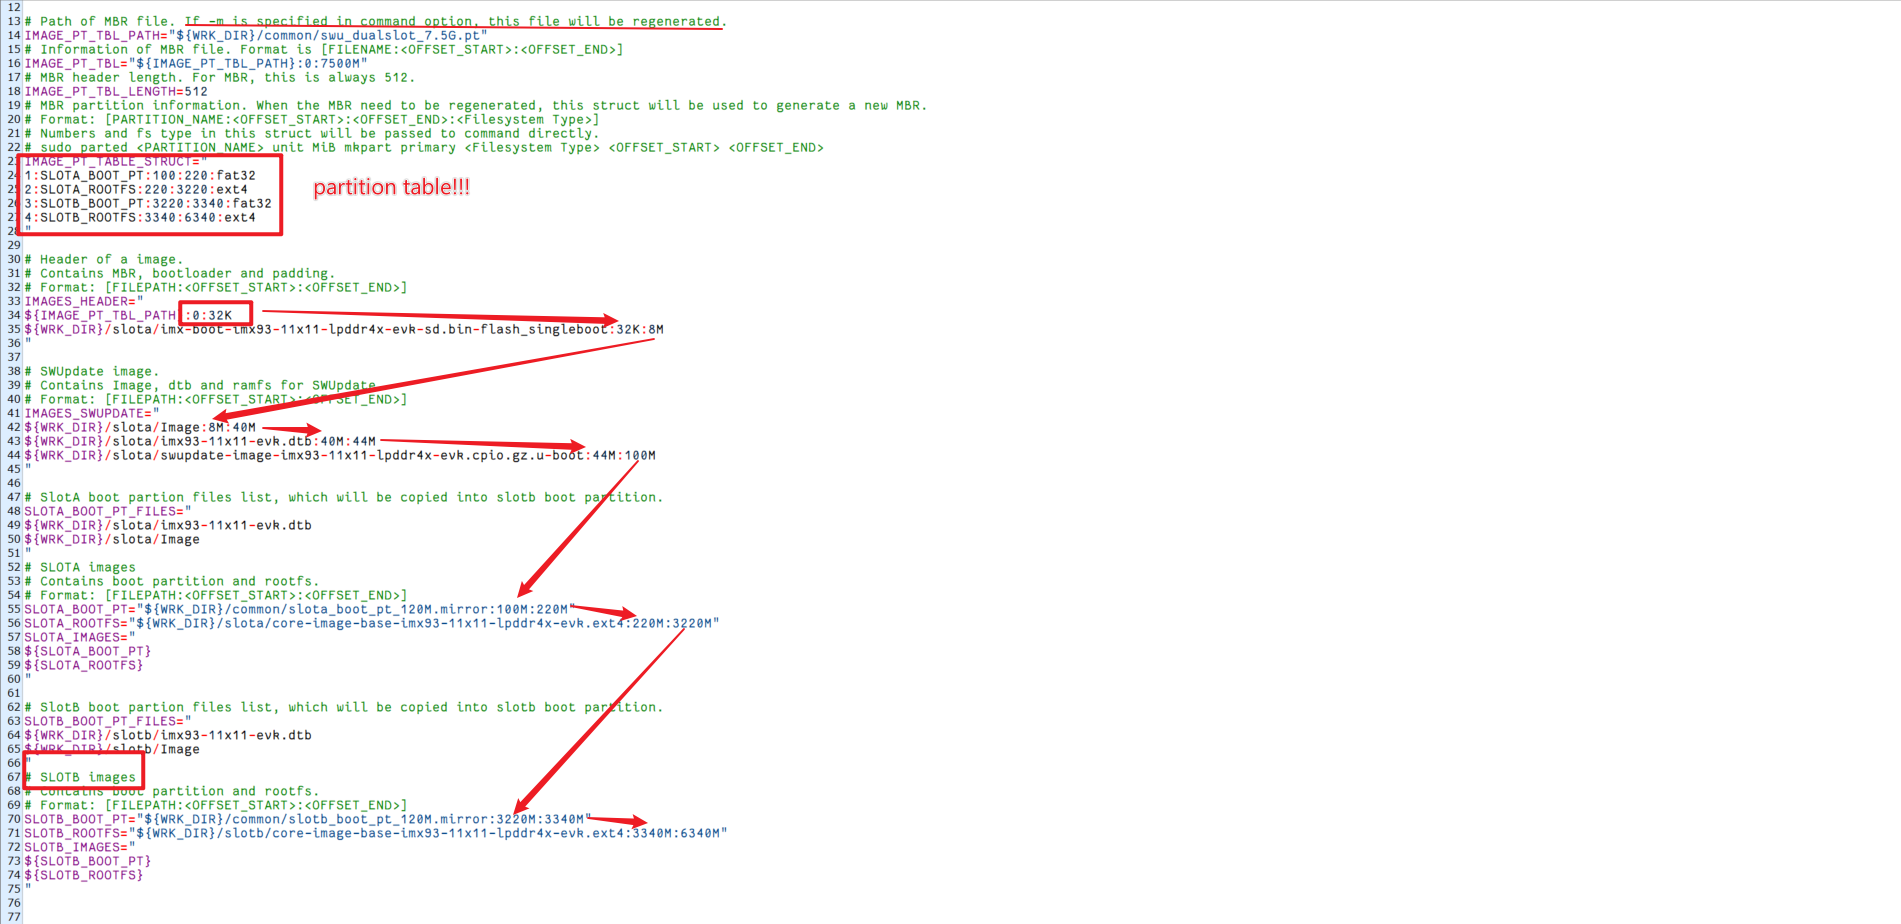 12
13 # Path of MBR file. If -m is specified in command option, this file will be regenerated.
14 IMAGE_PT_TBL_PATH="${WRK_DIR}/common/swu_dualslot_7.5G.pt"
15 # Information of MBR file. Format is [FILENAME:<OFFSET_START>:<OFFSET_END>]
16 IMAGE_PT_TBL="${IMAGE_PT_TBL_PATH}:0:7500M"
17 # MBR header length. For MBR, this is always 512.
18 IMAGE_PT_TBL_LENGTH=512
19 # MBR partition information. When the MBR need to be regenerated, this struct will be used to generate a new MBR.
20 # Format: [PARTITION_NAME:<OFFSET_START>:<OFFSET_END>:<Filesystem Type>]
21 # Numbers and fs type in this struct will be passed to command directly.
22 # sudo parted <PARTITION_NAME> unit MiB mkpart primary <Filesystem Type> <OFFSET_START> <OFFSET_END>
23 IMAGE_PT_TABLE_STRUCT="
24 1:SLOTA_BOOT_PT:100:220:fat32
25 2:SLOTA_ROOTFS:220:3220:ext4
partition table!!!
26 3:SLOTB_BOOT_PT:3220:3340:fat32
27 4:SLOTB_ROOTFS:3340:6340:ext4
28 "
29
30 # Header of a image.
31 # Contains MBR, bootloader and padding.
32 # Format: [FILEPATH:<OFFSET_START>:<OFFSET_END>]
33 IMAGES_HEADER="
34 ${IMAGE_PT_TBL_PATH}:0:32K
35 ${WRK_DIR}/slota/imx-boot-imx93-11x11-lpddr4x-evk-sd.bin-flash_singleboot:32K:8M
36 "
37
38 # SWUpdate image.
39 # Contains Image, dtb and ramfs for SWUpdate
40 # Format: [FILEPATH:<OFFSET_START>:<OFFSET_END>]
41 IMAGES_SWUPDATE="
42 ${WRK_DIR}/slota/Image:8M:40M
43 ${WRK_DIR}/slota/imx93-11x11-evk.dtb:40M:44M
44 ${WRK_DIR}/slota/swupdate-image-imx93-11x11-lpddr4x-evk.cpio.gz.u-boot:44M:100M
45 "
46
47 # SlotA boot partion files list, which will be copied into slotb boot partition.
48 SLOTA_BOOT_PT_FILES="
49 ${WRK_DIR}/slota/imx93-11x11-evk.dtb
50 ${WRK_DIR}/slota/Image
51 "
52 # SLOTA images
53 # Contains boot partition and rootfs.
54 # Format: [FILEPATH:<OFFSET_START>:<OFFSET_END>]
55 SLOTA_BOOT_PT="${WRK_DIR}/common/slota_boot_pt_120M.mirror:100M:220M"
56 SLOTA_ROOTFS="${WRK_DIR}/slota/core-image-base-imx93-11x11-lpddr4x-evk.ext4:220M:3220M"
57 SLOTA_IMAGES="
58 ${SLOTA_BOOT_PT}
59 ${SLOTA_ROOTFS}
60 "
61
62 # SlotB boot partion files list, which will be copied into slotb boot partition.
63 SLOTB_BOOT_PT_FILES="
64 ${WRK_DIR}/slotb/imx93-11x11-evk.dtb
65 ${WRK_DIR}/slotb/Image
66 "
67 # SLOTB images
68 # Contains boot partition and rootfs.
69 # Format: [FILEPATH:<OFFSET_START>:<OFFSET_END>]
70 SLOTB_BOOT_PT="${WRK_DIR}/common/slotb_boot_pt_120M.mirror:3220M:3340M"
71 SLOTB_ROOTFS="${WRK_DIR}/slotb/core-image-base-imx93-11x11-lpddr4x-evk.ext4:3340M:6340M"
72 SLOTB_IMAGES="
73 ${SLOTB_BOOT_PT}
74 ${SLOTB_ROOTFS}
75 "
76
77